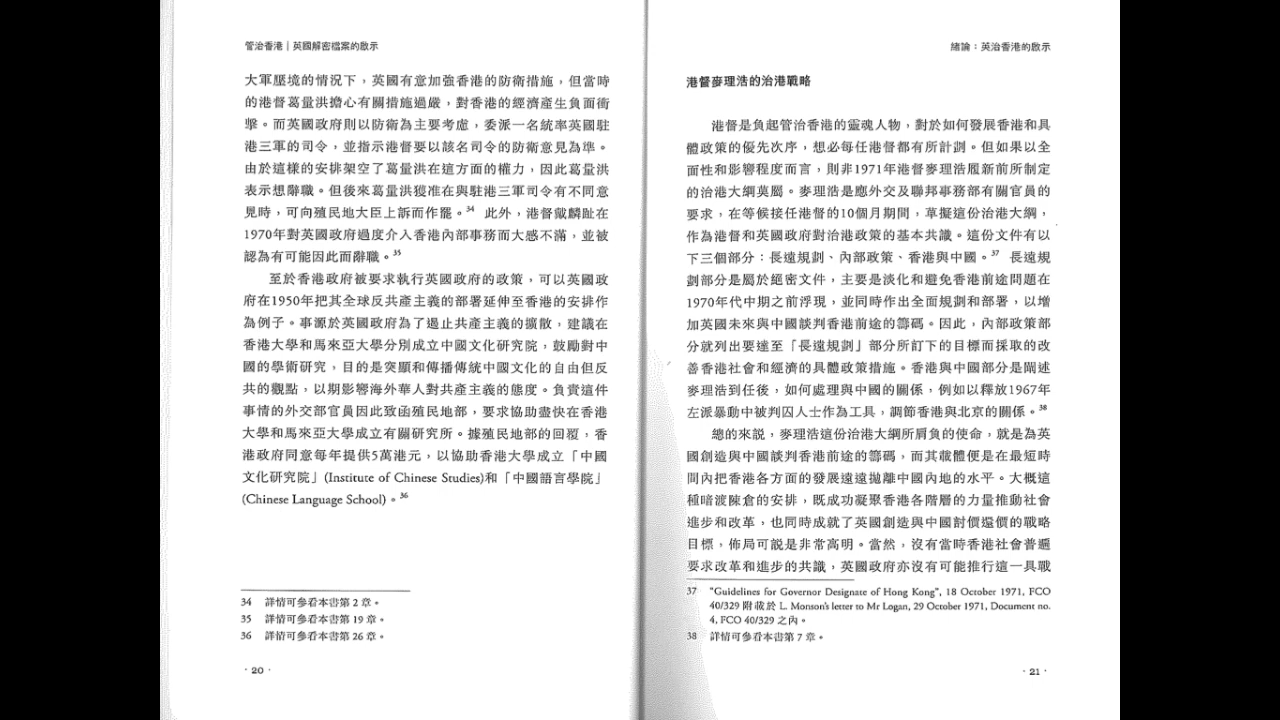 管治香港｜英國解密檔案的啟示
大軍壓境的情況下，英國有意加強香港的防衛措施，但當時
的港督葛量洪擔心有關措施過嚴，對香港的經濟產生負面衝
擊。而英國政府則以防衛為主要考慮，委派一名統率英國駐
港三軍的司令，並指示港督要以該名司令的防衛意見為準。
由於這樣的安排架空了葛量洪在這方面的權力，因此葛量洪
表示想辭職。但後來葛量洪獲准在與駐港三軍司令有不同意
見時，可向殖民地大臣上訴而作罷。34 此外，港督戴麟趾在
1970年對英國政府過度介入香港內部事務而大感不滿，並被
認為有可能因此而辭職。35
至於香港政府被要求執行英國政府的政策，可以英國政
府在1950年把其全球反共產主義的部署延伸至香港的安排作
為例子。事源於英國政府為了遏止共產主義的擴散，建議在
香港大學和馬來亞大學分別成立中國文化研究院，鼓勵對中
國的學術研究，目的是突顯和傳播傳統中國文化的自由但反
共的觀點，以期影響海外華人對共產主義的態度。負責這件
事情的外交部官員因此致函殖民地部，要求協助盡快在香港
大學和馬來亞大學成立有關研究所。據殖民地部的回覆，香
港政府同意每年提供5萬港元，以協助香港大學成立「中國
文化研究院」(Institute of Chinese Studies)和「中國語言學院」
(Chinese Language School)。36
34 詳情可參看本書第 2 章。
35 詳情可參看本書第 19 章。
36 詳情可參看本書第 26 章。
· 20 ·
緒論：英治香港的啟示
港督麥理浩的治港戰略
港督是負起管治香港的靈魂人物，對於如何發展香港和具
體政策的優先次序，想必每任港督都有所計劃。但如果以全
面性和影響程度而言，則非1971年港督麥理浩履新前所制定
的治港大綱莫屬。麥理浩是應外交及聯邦事務部有關官員的
要求，在等候接任港督的10個月期間，草擬這份治港大綱，
作為港督和英國政府對治港政策的基本共識。這份文件有以
下三個部分：長遠規劃、內部政策、香港與中國。37 長遠規
劃部分是屬於絕密文件，主要是淡化和避免香港前途問題在
1970年代中期之前浮現，並同時作出全面規劃和部署，以增
加英國未來與中國談判香港前途的籌碼。因此，內部政策部
分就列出要達至「長遠規劃」部分所訂下的目標而採取的改
善香港社會和經濟的具體政策措施。香港與中國部分是闡述
麥理浩到任後，如何處理與中國的關係，例如以釋放1967年
左派暴動中被判囚人士作為工具，調節香港與北京的關係。38
總的來說，麥理浩這份治港大綱所肩負的使命，就是為英
國創造與中國談判香港前途的籌碼，而其載體便是在最短時
間內把香港各方面的發展遠遠拋離中國內地的水平。大概這
種暗渡陳倉的安排，既成功凝聚香港各階層的力量推動社會
進步和改革，也同時成就了英國創造與中國討價還價的戰略
目標，佈局可說是非常高明。當然，沒有當時香港社會普遍
要求改革和進步的共識，英國政府亦沒有可能推行這一具戰
37 “Guidelines for Governor Designate of Hong Kong”, 18 October 1971, FCO
40/329 附載於 L. Monson's letter to Mr Logan, 29 October 1971, Document no.
4, FCO 40/329 之內。
38 詳情可參看本書第 7 章。
· 21 ·